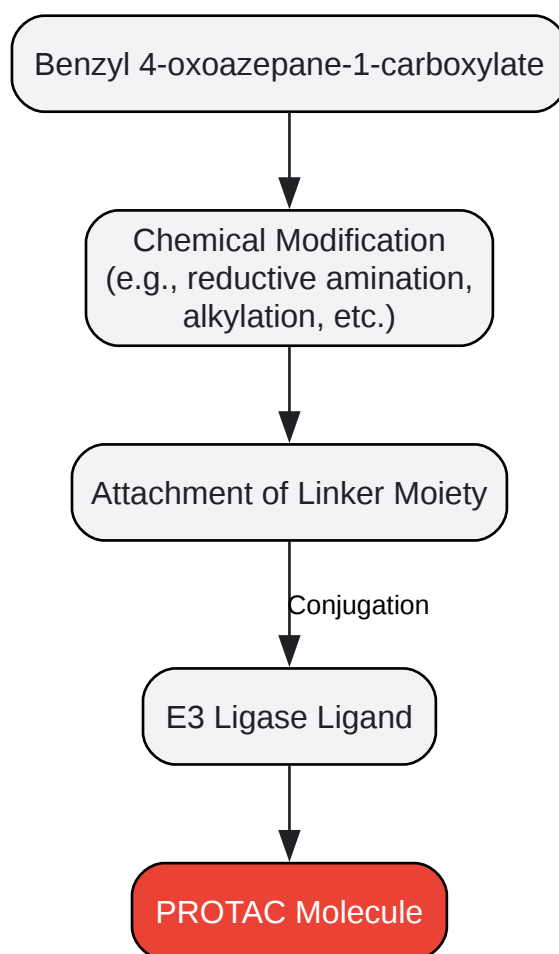 Benzyl 4-oxoazepane-1-carboxylate
Chemical Modification
(e.g., reductive amination,
alkylation, etc.)
Attachment of Linker Moiety
Conjugation
E3 Ligase Ligand
PROTAC Molecule